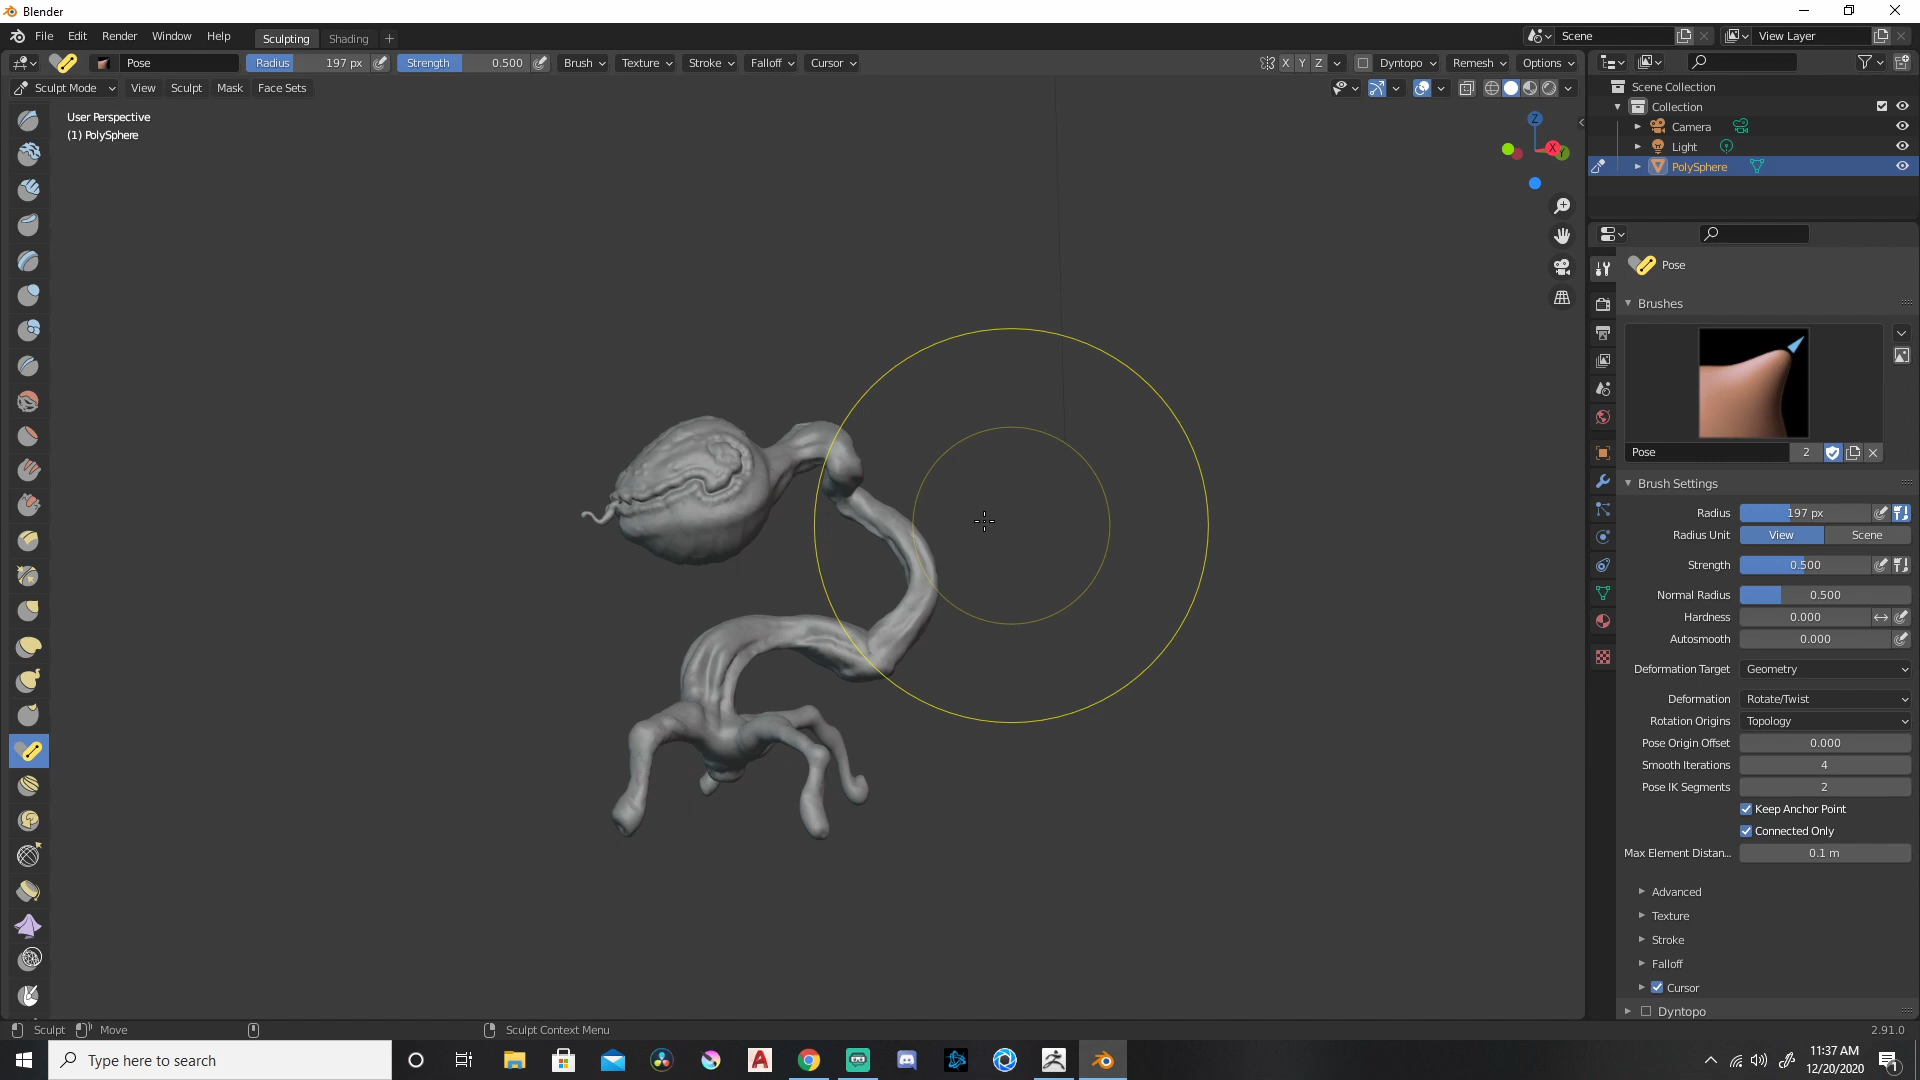 Blender
File Edit Render Window Help Sculpting Shading + Scene View Layer
Pose Radius 197 px Strength 0.500 Brush Texture Stroke Falloff Cursor X Y Z Dyntopo Remesh Options
Sculpt Mode View Sculpt Mask Face Sets
User Perspective
(1) PolySphere
Z
X
Y
Scene Collection
Collection
Camera
Light
PolySphere
Pose
Brushes
Pose 2
Brush Settings
Radius 197 px
Radius Unit View Scene
Strength 0.500
Normal Radius 0.500
Hardness 0.000
Autosmooth 0.000
Deformation Target Geometry
Deformation Rotate/Twist
Rotation Origins Topology
Pose Origin Offset 0.000
Smooth Iterations 4
Pose IK Segments 2
Keep Anchor Point
Connected Only
Max Element Distan... 0.1 m
Advanced
Texture
Stroke
Falloff
Cursor
Dyntopo
Sculpt Move Sculpt Context Menu 2.91.0
Type here to search
11:37 AM
12/20/2020
1